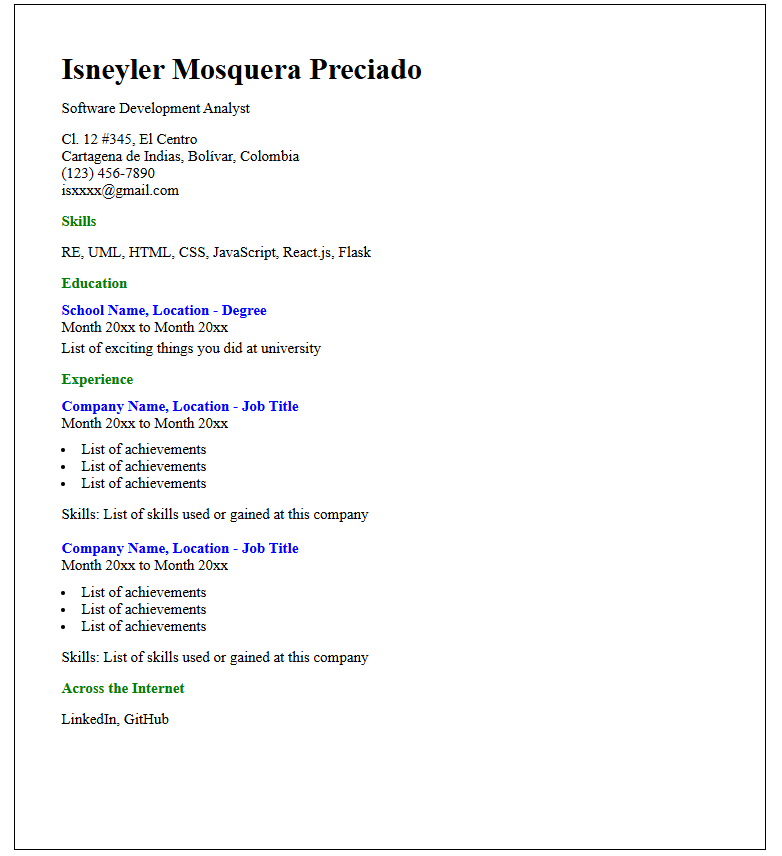 Isneyler Mosquera Preciado
Software Development Analyst
Cl. 12 #345, El Centro
Cartagena de Indias, Bolívar, Colombia
(123) 456-7890
isxxxx@gmail.com
Skills
RE, UML, HTML, CSS, JavaScript, React.js, Flask
Education
School Name, Location - Degree
Month 20xx to Month 20xx
List of exciting things you did at university
Experience
Company Name, Location - Job Title
Month 20xx to Month 20xx
• List of achievements
• List of achievements
• List of achievements
Skills: List of skills used or gained at this company
Company Name, Location - Job Title
Month 20xx to Month 20xx
• List of achievements
• List of achievements
• List of achievements
Skills: List of skills used or gained at this company
Across the Internet
LinkedIn, GitHub